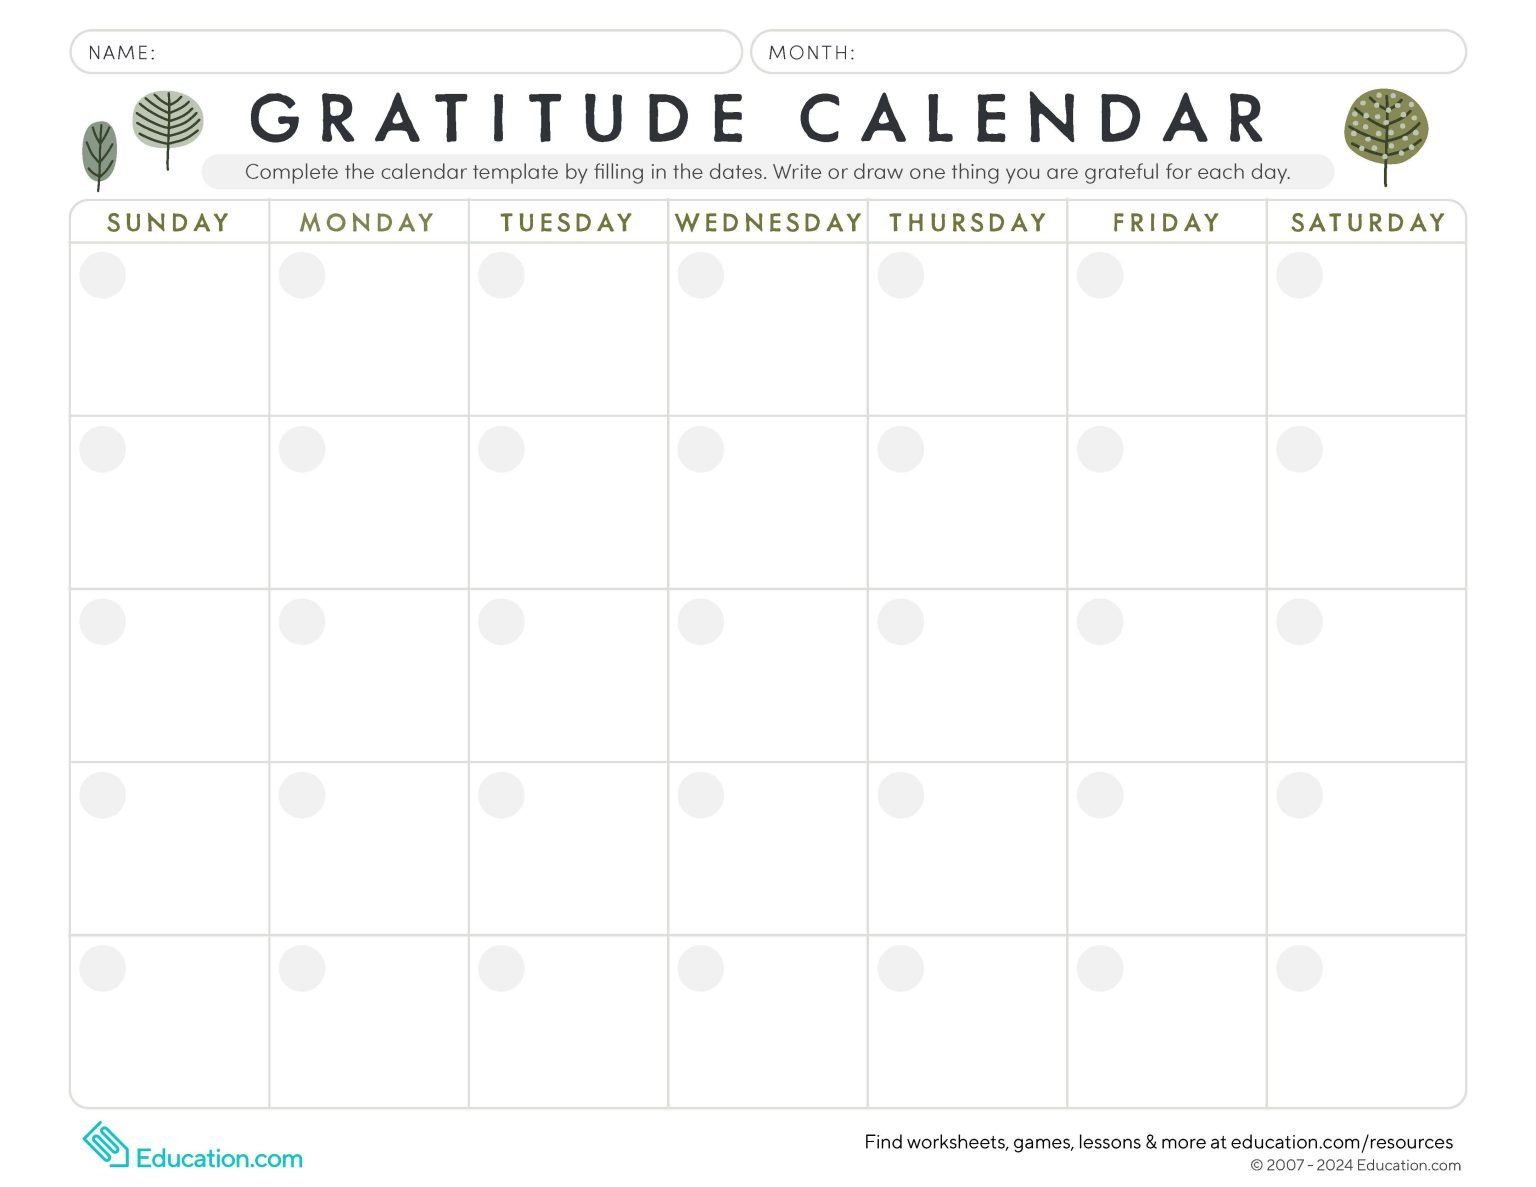 NAME:
MONTH:
GRATITUDE CALENDAR
Complete the calendar template by filling in the dates. Write or draw one thing you are grateful for each day.
SUNDAY MONDAY TUESDAY WEDNESDAY THURSDAY FRIDAY SATURDAY
Education.com
Find worksheets, games, lessons & more at education.com/resources
© 2007 - 2024 Education.com